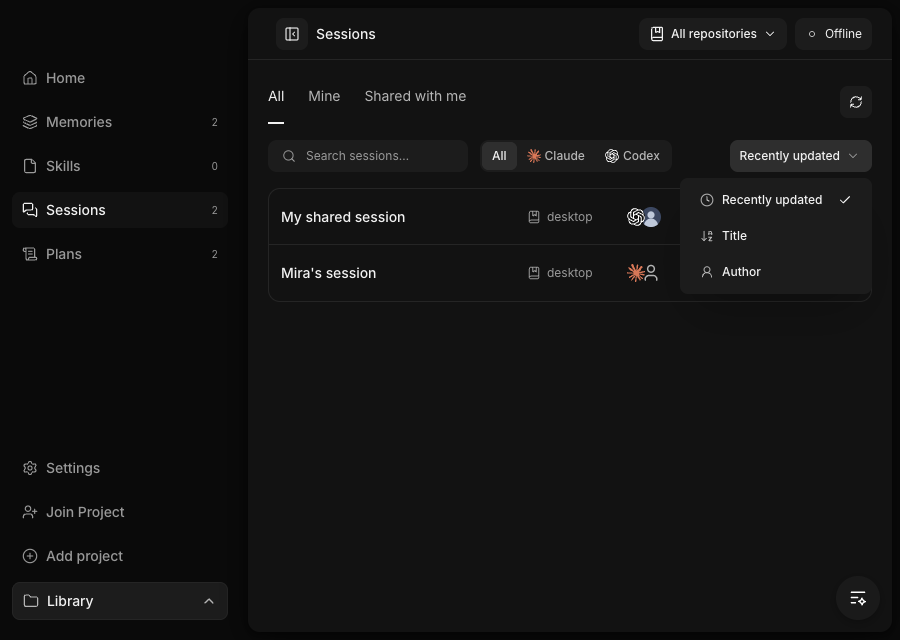 Sessions
All repositories
Offline
Home
Memories 2
Skills 0
Sessions 2
Plans 2
All Mine Shared with me
Search sessions...
All Claude Codex
Recently updated
Recently updated
Title
Author
My shared session desktop
Mira's session desktop
Settings
Join Project
Add project
Library